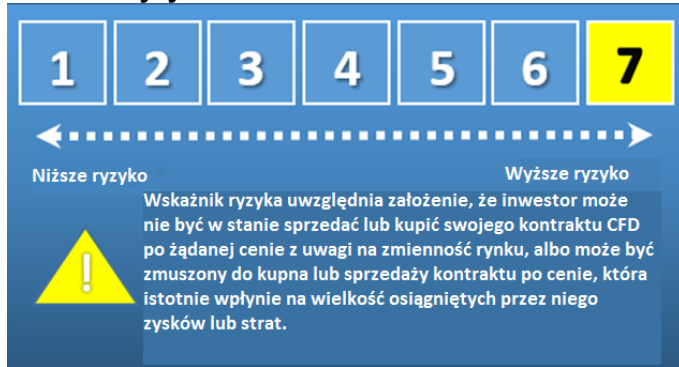 1 2 3 4 5 6 7
Niższe ryzyko Wyższe ryzyko
Wskaźnik ryzyka uwzględnia założenie, że inwestor może
nie być w stanie sprzedać lub kupić swojego kontraktu CFD
po żądanej cenie z uwagi na zmienność rynku, albo może być
zmuszony do kupna lub sprzedaży kontraktu po cenie, która
istotnie wpłynie na wielkość osiągniętych przez niego
zysków lub strat.
!